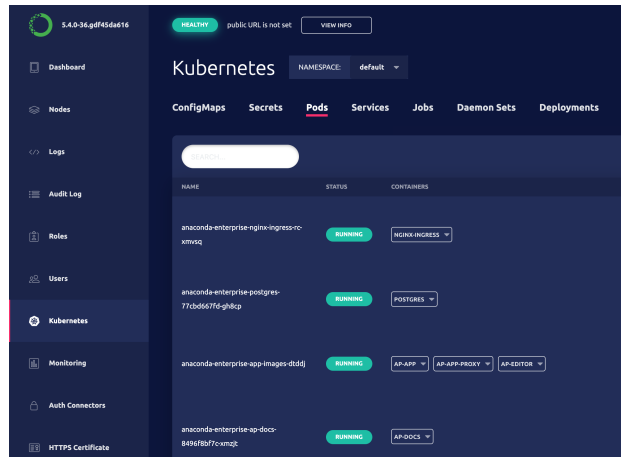 5.4.0-36.gdf45da616
HEALTHY public URL is not set VIEW INFO
Dashboard
Nodes
Logs
Audit Log
Roles
Users
Kubernetes
Monitoring
Auth Connectors
HTTPS Certificate
Kubernetes NAMESPACE: default
ConfigMaps Secrets Pods Services Jobs Daemon Sets Deployments
SEARCH...
NAME STATUS CONTAINERS
anaconda-enterprise-nginx-ingress-rc-
xmvsq RUNNING NGINX-INGRESS
anaconda-enterprise-postgres-
77cbd667fd-gh8cp RUNNING POSTGRES
anaconda-enterprise-app-images-dtddj RUNNING AP-APP AP-APP-PROXY AP-EDITOR
anaconda-enterprise-ap-docs-
8496f8bf7c-xmzjt RUNNING AP-DOCS